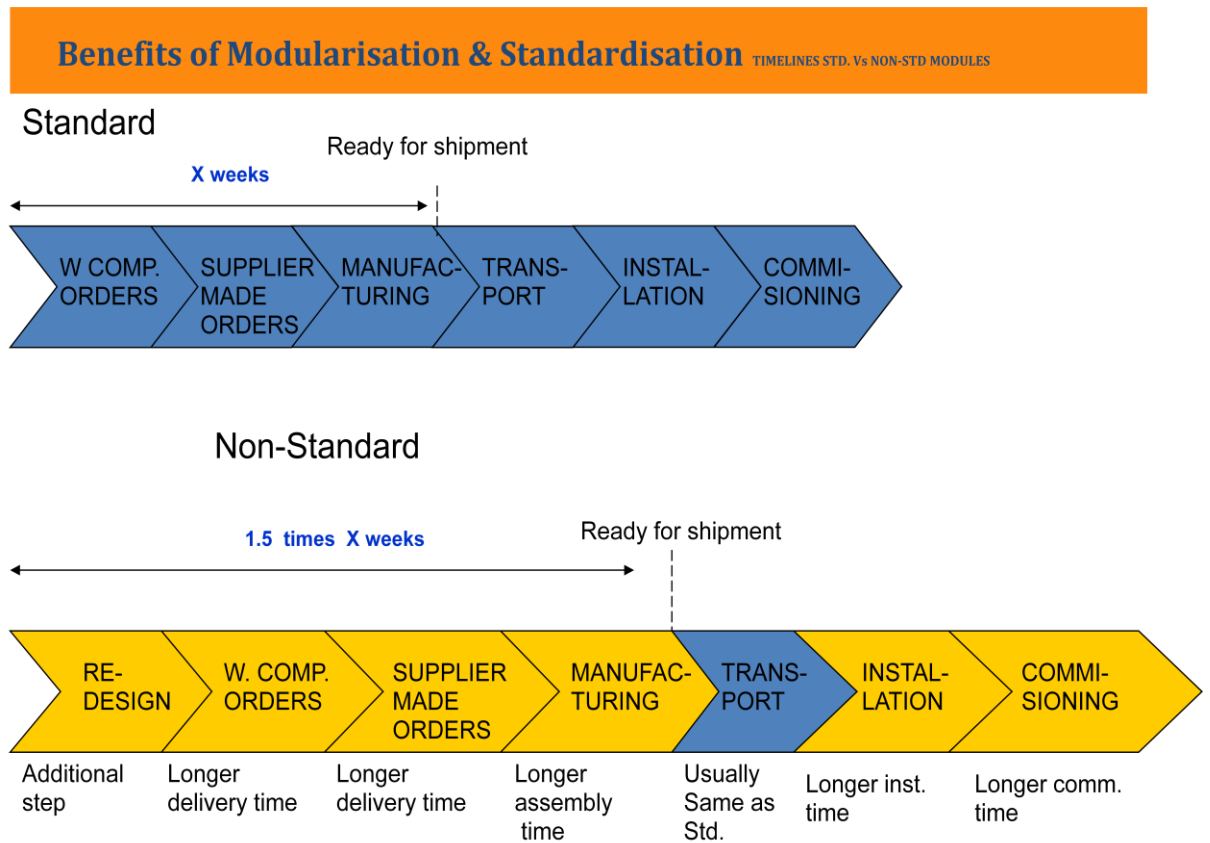 Benefits of Modularisation & Standardisation TIMELINES STD. Vs NON-STD MODULES
Standard
Ready for shipment
X weeks
W COMP.
ORDERS
SUPPLIER
MADE
ORDERS
MANUFAC-
TURING
TRANS-
PORT
INSTAL-
LATION
COMMI-
SIONING
Non-Standard
Ready for shipment
1.5 times X weeks
RE-
DESIGN
W. COMP.
ORDERS
SUPPLIER
MADE
ORDERS
MANUFAC-
TURING
TRANS-
PORT
INSTAL-
LATION
COMMI-
SIONING
Additional
step
Longer
delivery time
Longer
delivery time
Longer
assembly
time
Usually
Same as
Std.
Longer inst.
time
Longer comm.
time